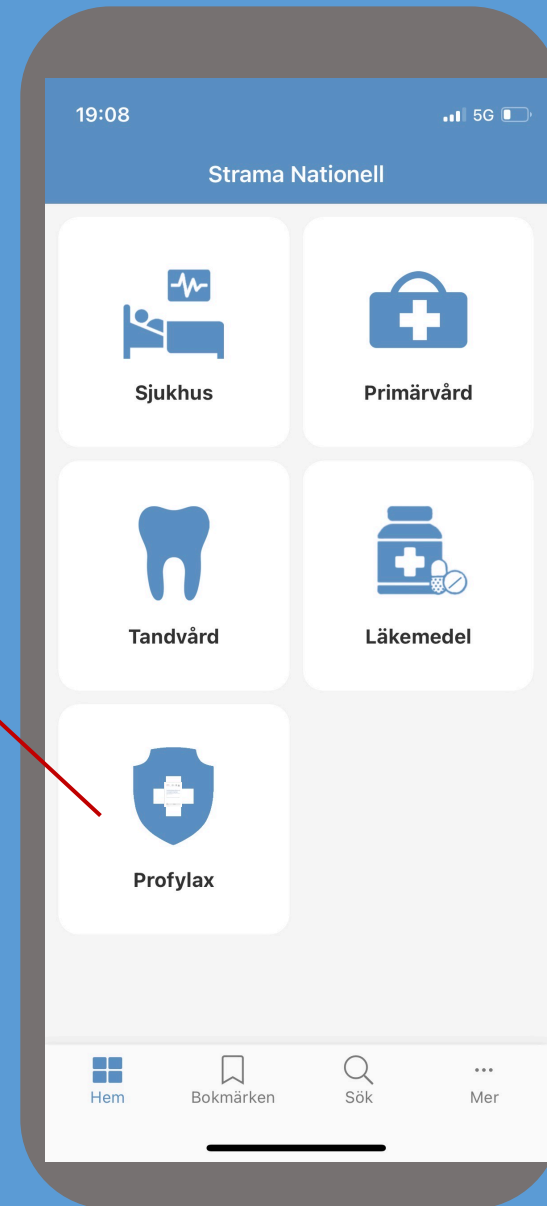 19:08
5G
Strama Nationell
Sjukhus
Primärvård
Tandvård
Läkemedel
Profylax
Hem
Bokmärken
Sök
Mer